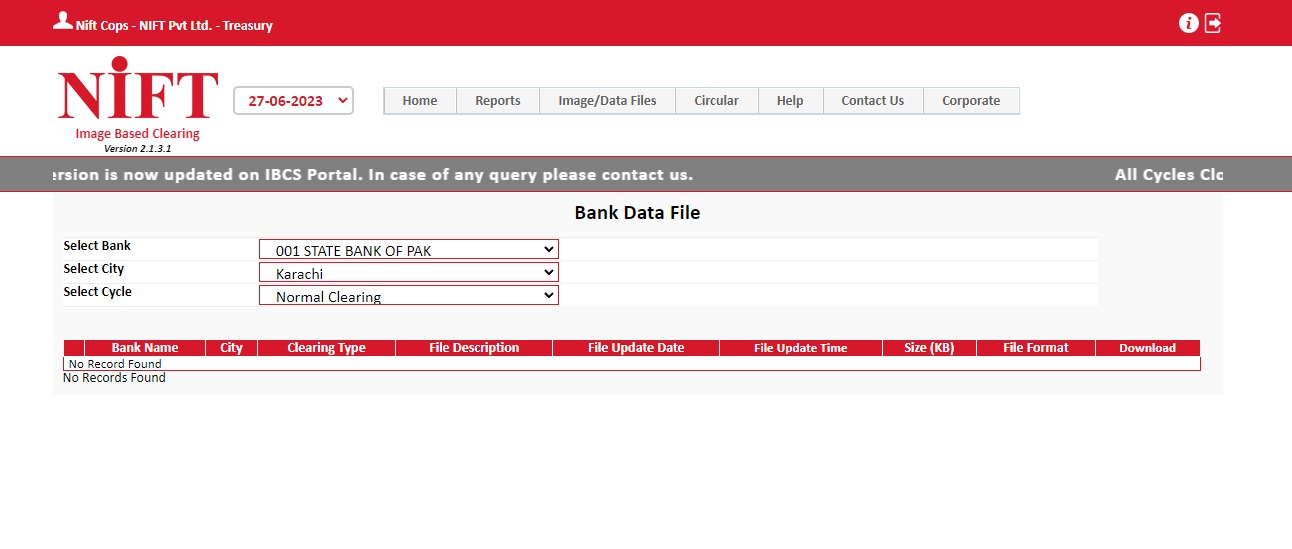 Nift Cops - NIFT Pvt Ltd. - Treasury
NiFT
Image Based Clearing
Version 2.1.3.1
27-06-2023
Home Reports Image/Data Files Circular Help Contact Us Corporate
is now updated on IBCS Portal. In case of any query please contact us. All Cycles
Bank Data File
Select Bank 001 STATE BANK OF PAK
Select City Karachi
Select Cycle Normal Clearing
Bank Name City Clearing Type File Description File Update Date File Update Time Size (KB) File Format Download
No Record Found
No Records Found